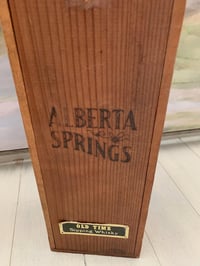 ALBERTA
SPRINGS
OLD TIME
Sipping Whisky